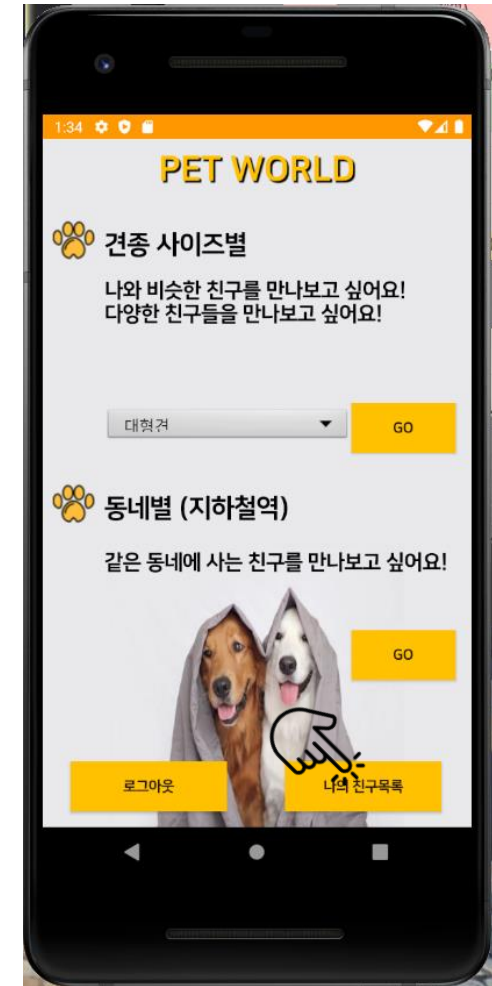 1:34
PET WORLD
견종 사이즈별
나와 비슷한 친구를 만나보고 싶어요!
다양한 친구들을 만나보고 싶어요!
대형견
GO
동네별 (지하철역)
같은 동네에 사는 친구를 만나보고 싶어요!
GO
로그아웃
나의 친구목록